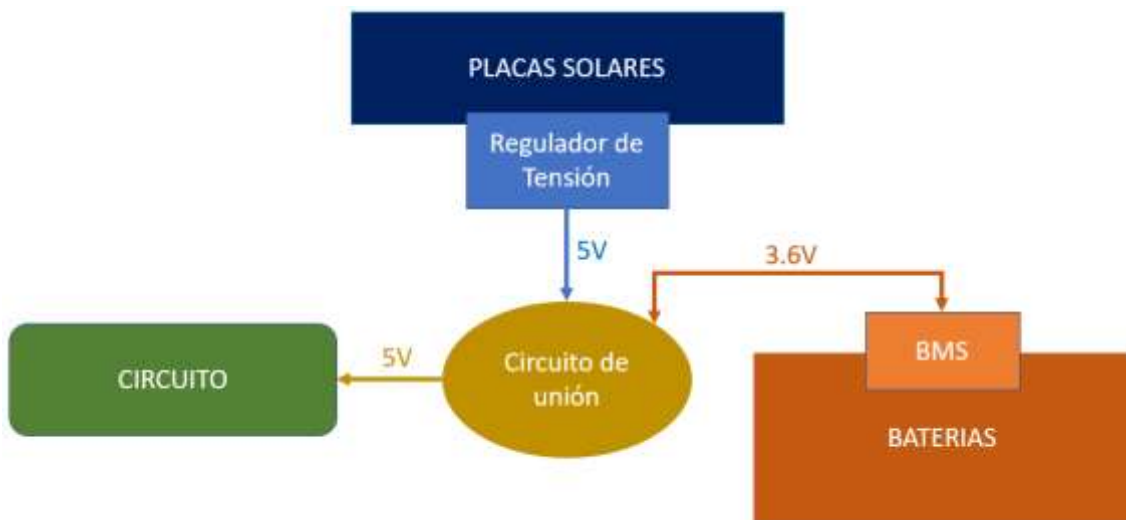 PLACAS SOLARES
Regulador de
Tensión
5V
3.6V
BMS
CIRCUITO
5V
Circuito de
unión
BATERIAS